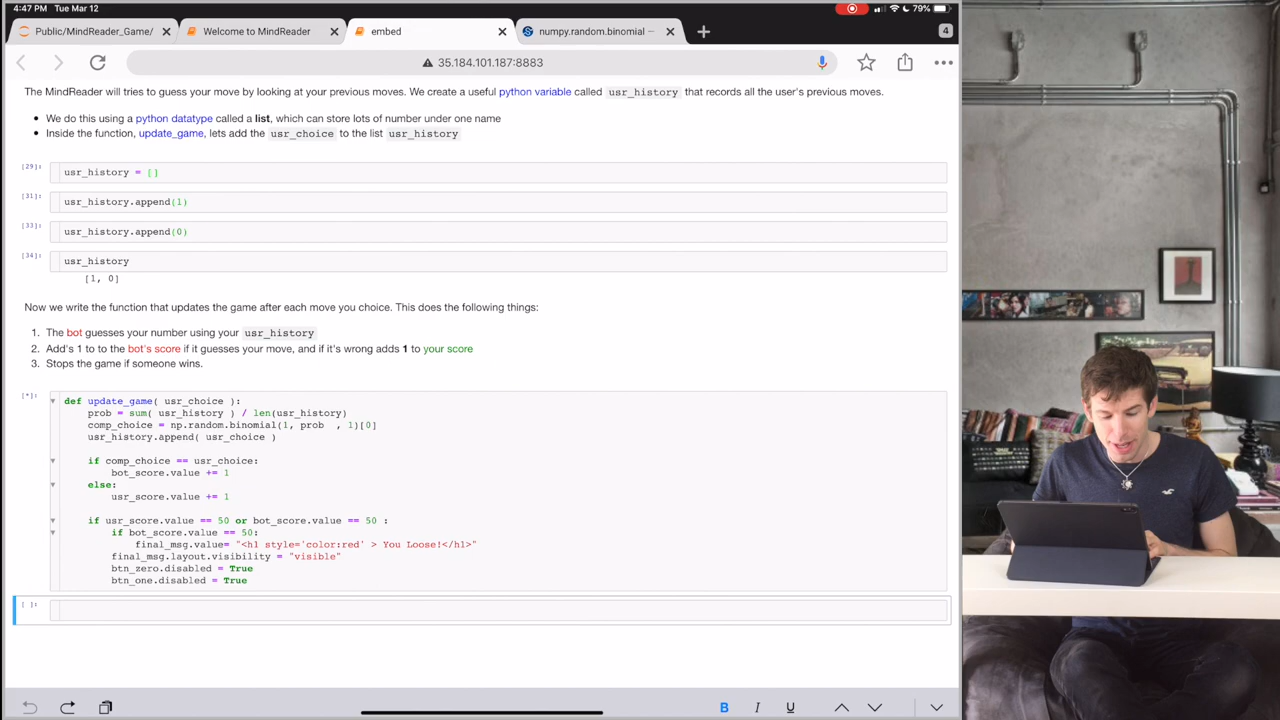 4:47 PM Tue Mar 12
79%
Public/MindReader_Game/
Welcome to MindReader
embed
numpy.random.binomial —
4
35.184.101.187:8883
The MindReader will tries to guess your move by looking at your previous moves. We create a useful python variable called usr_history that records all the user's previous moves.
• We do this using a python datatype called a list, which can store lots of number under one name
• Inside the function, update_game, lets add the usr_choice to the list usr_history
[29]: usr_history = []
[31]: usr_history.append(1)
[33]: usr_history.append(0)
[34]: usr_history
[1, 0]
Now we write the function that updates the game after each move you choice. This does the following things:
1. The bot guesses your number using your usr_history
2. Add's 1 to to the bot's score if it guesses your move, and if it's wrong adds 1 to your score
3. Stops the game if someone wins.
[*]: def update_game( usr_choice ):
prob = sum( usr_history ) / len(usr_history)
comp_choice = np.random.binomial(1, prob , 1)[0]
usr_history.append( usr_choice )
if comp_choice == usr_choice:
bot_score.value += 1
else:
usr_score.value += 1
if usr_score.value == 50 or bot_score.value == 50 :
if bot_score.value == 50:
final_msg.value= "<h1 style='color:red' > You Loose!</h1>"
final_msg.layout.visibility = "visible"
btn_zero.disabled = True
btn_one.disabled = True
[ ]:
B I U